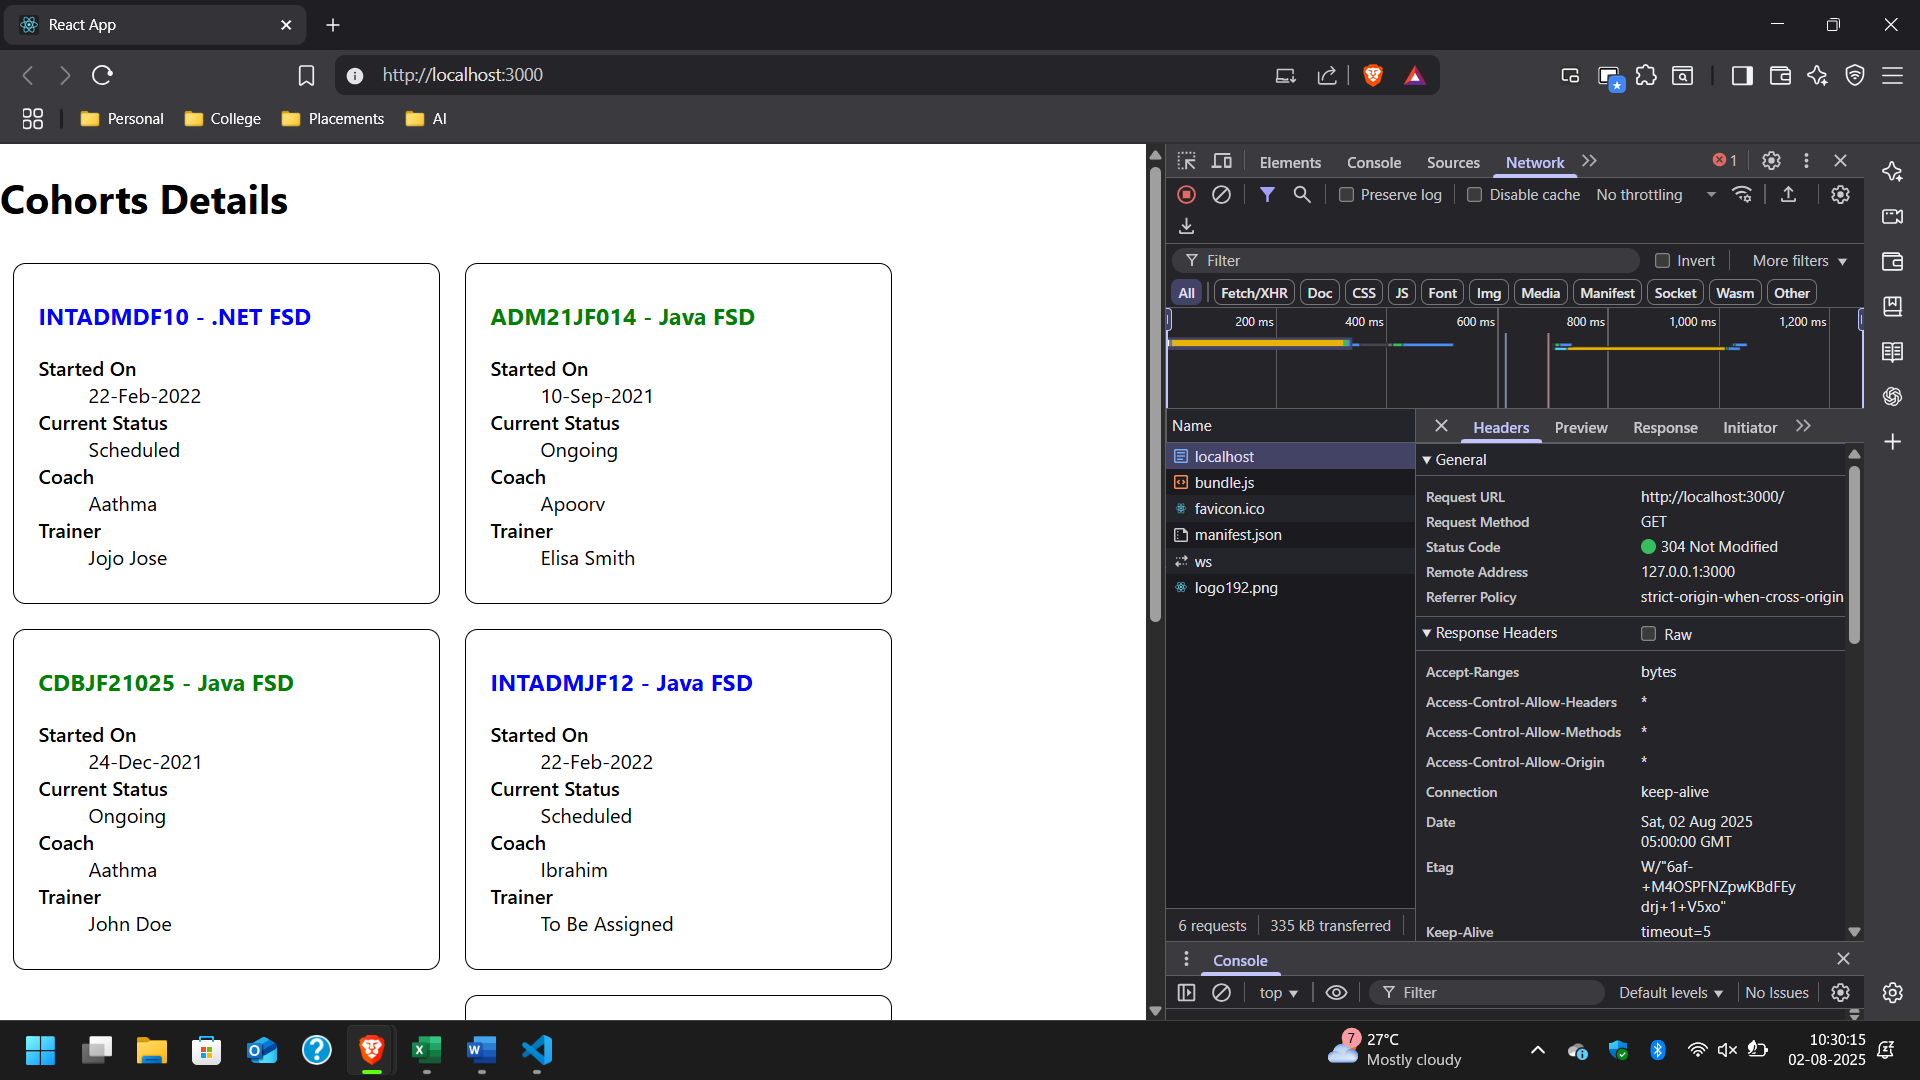 React App
http://localhost:3000
Personal
College
Placements
AI
Cohorts Details
INTADMDF10 - .NET FSD
Started On
22-Feb-2022
Current Status
Scheduled
Coach
Aathma
Trainer
Jojo Jose
ADM21JF014 - Java FSD
Started On
10-Sep-2021
Current Status
Ongoing
Coach
Apoorv
Trainer
Elisa Smith
CDBJF21025 - Java FSD
Started On
24-Dec-2021
Current Status
Ongoing
Coach
Aathma
Trainer
John Doe
INTADMJF12 - Java FSD
Started On
22-Feb-2022
Current Status
Scheduled
Coach
Ibrahim
Trainer
To Be Assigned
Elements Console Sources Network 1
Preserve log Disable cache No throttling
Filter Invert More filters
All Fetch/XHR Doc CSS JS Font Img Media Manifest Socket Wasm Other
200 ms 400 ms 600 ms 800 ms 1,000 ms 1,200 ms
Name
localhost
bundle.js
favicon.ico
manifest.json
ws
logo192.png
6 requests 335 kB transferred
Headers Preview Response Initiator
General
Request URL http://localhost:3000/
Request Method GET
Status Code 304 Not Modified
Remote Address 127.0.0.1:3000
Referrer Policy strict-origin-when-cross-origin
Response Headers Raw
Accept-Ranges bytes
Access-Control-Allow-Headers *
Access-Control-Allow-Methods *
Access-Control-Allow-Origin *
Connection keep-alive
Date Sat, 02 Aug 2025
05:00:00 GMT
Etag W/"6af-
+M4OSPFNZpwKBdFEy
drj+1+V5xo"
Keep-Alive timeout=5
Console
top Filter Default levels No Issues
7
27°C
Mostly cloudy
10:30:15
02-08-2025